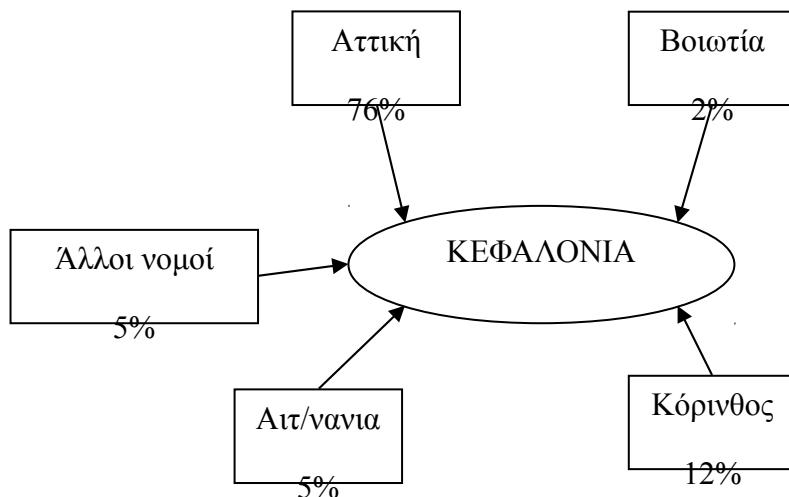 Αττική
76%
Βοιωτία
2%
Άλλοι νομοί
5%
ΚΕΦΑΛΟΝΙΑ
Αιτ/νανια
5%
Κόρινθος
12%